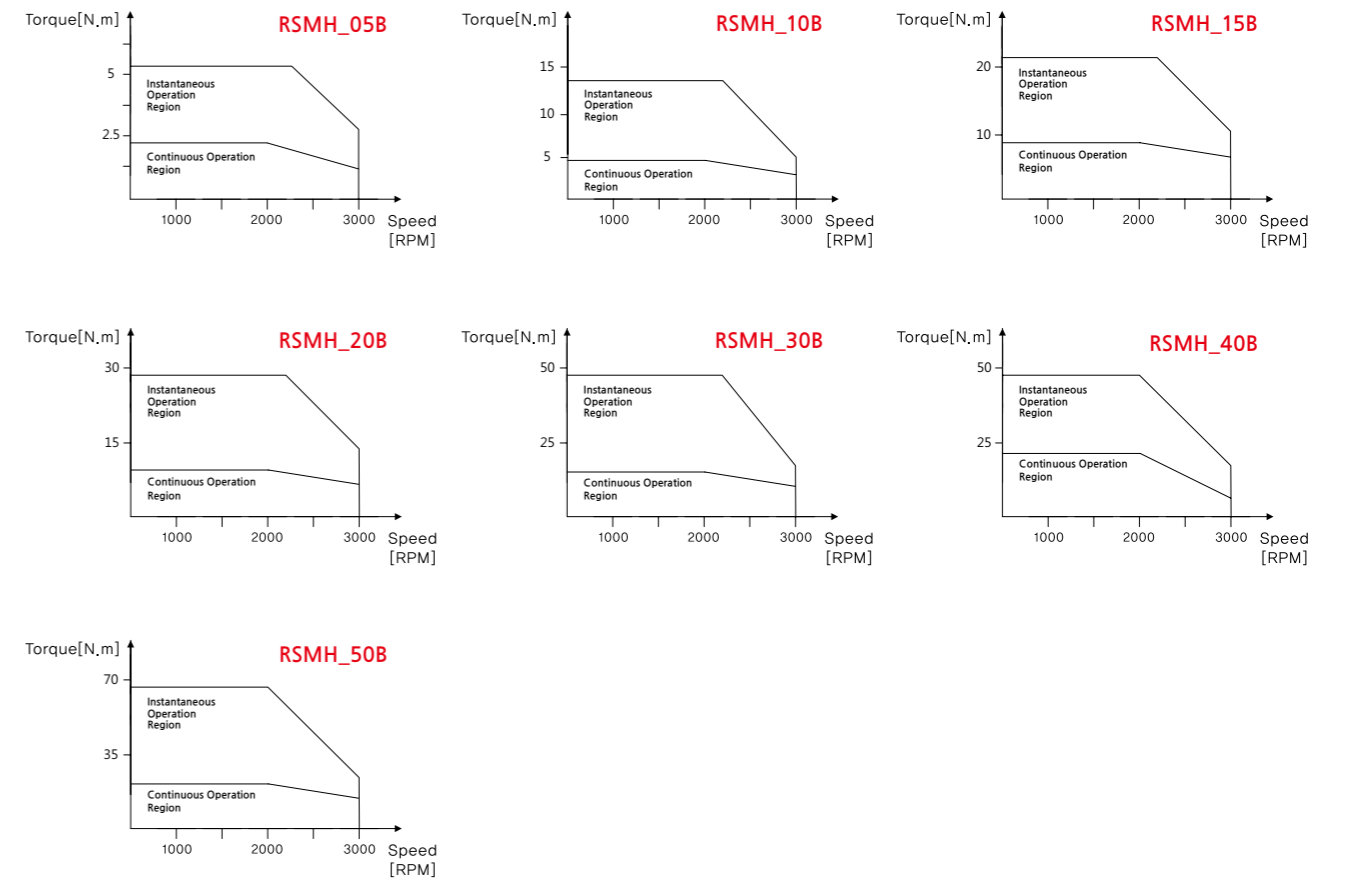 Torque[N.m]
RSMH_05B
5
Instantaneous
Operation
Region
2.5
Continuous Operation
Region
1000
2000
3000
Speed
[RPM]
Torque[N.m]
RSMH_10B
15
Instantaneous
Operation
Region
10
5
Continuous Operation
Region
1000
2000
3000
Speed
[RPM]
Torque[N.m]
RSMH_15B
20
Instantaneous
Operation
Region
10
Continuous Operation
Region
1000
2000
3000
Speed
[RPM]
Torque[N.m]
RSMH_20B
30
Instantaneous
Operation
Region
15
Continuous Operation
Region
1000
2000
3000
Speed
[RPM]
Torque[N.m]
RSMH_30B
50
Instantaneous
Operation
Region
25
Continuous Operation
Region
1000
2000
3000
Speed
[RPM]
Torque[N.m]
RSMH_40B
50
Instantaneous
Operation
Region
25
Continuous Operation
Region
1000
2000
3000
Speed
[RPM]
Torque[N.m]
RSMH_50B
70
Instantaneous
Operation
Region
35
Continuous Operation
Region
1000
2000
3000
Speed
[RPM]